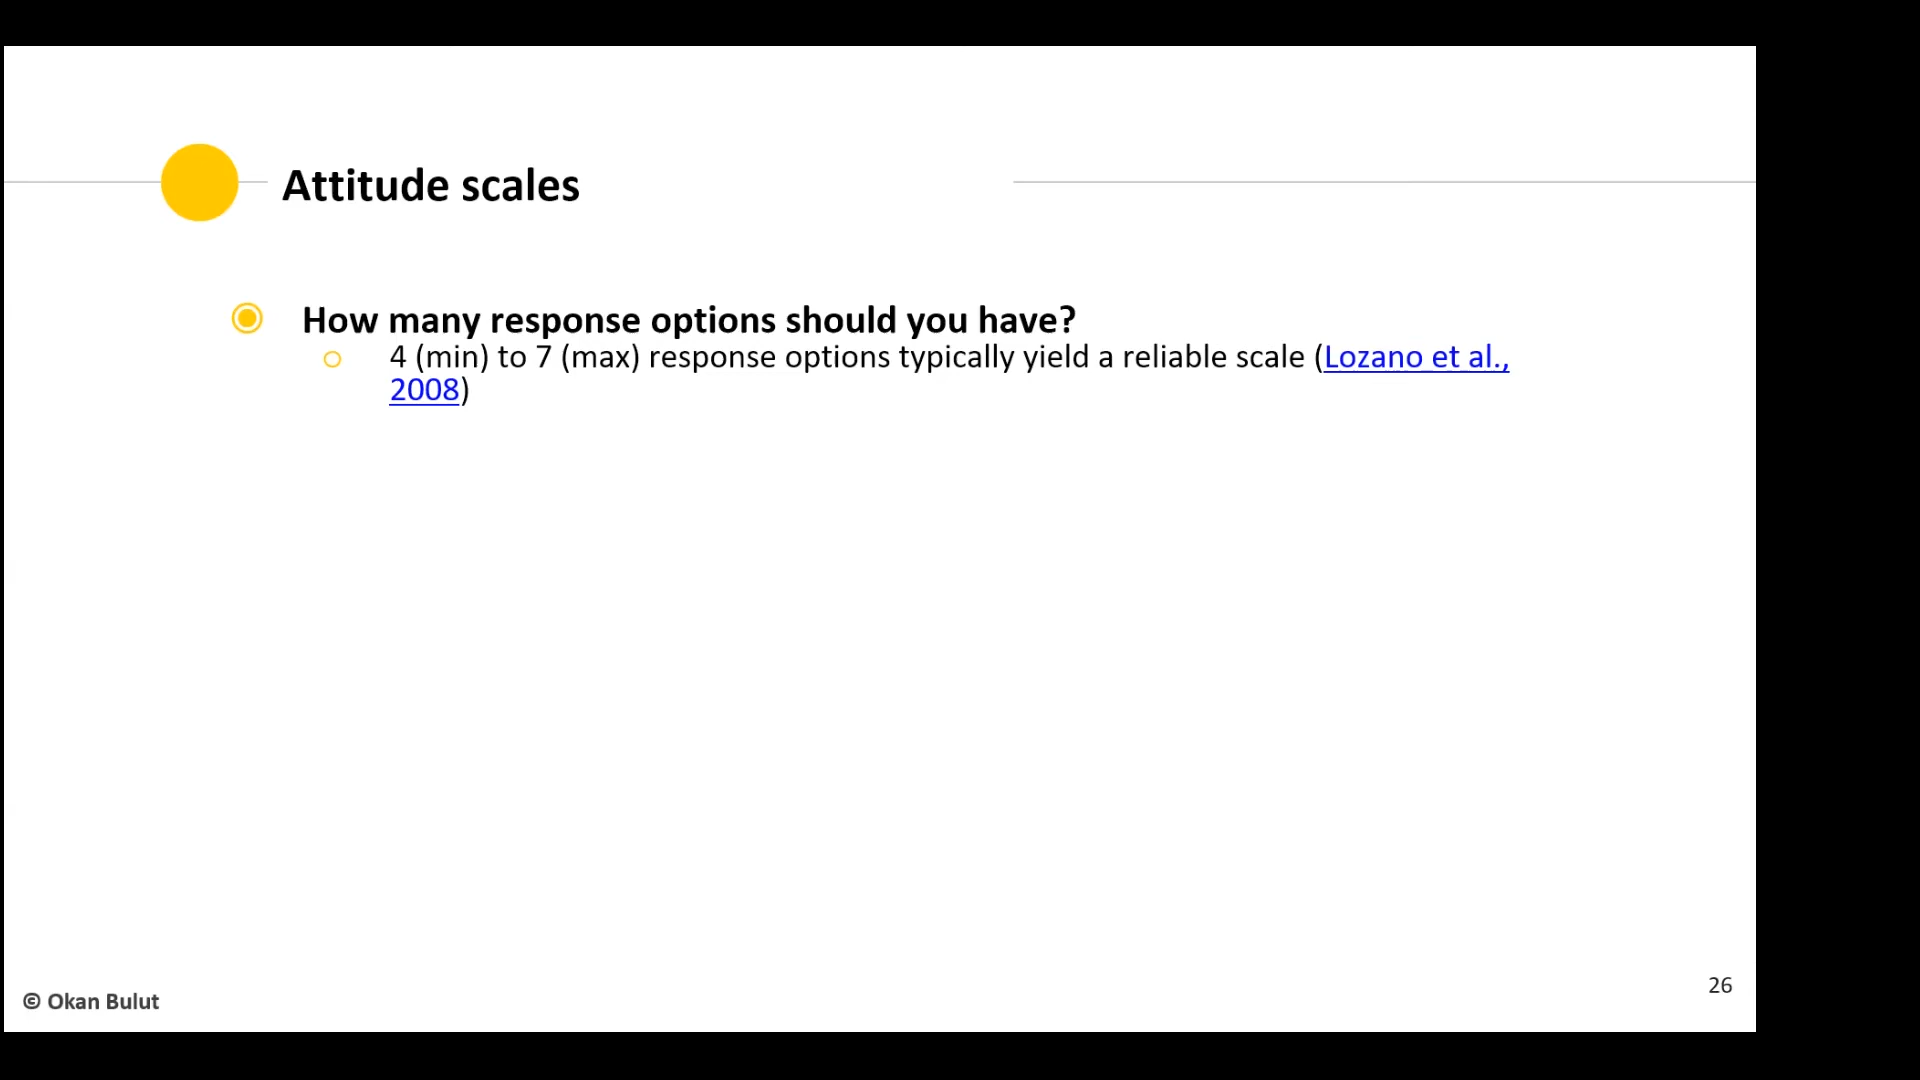 Attitude scales
How many response options should you have?
4 (min) to 7 (max) response options typically yield a reliable scale (Lozano et al.,
2008)
26
© Okan Bulut